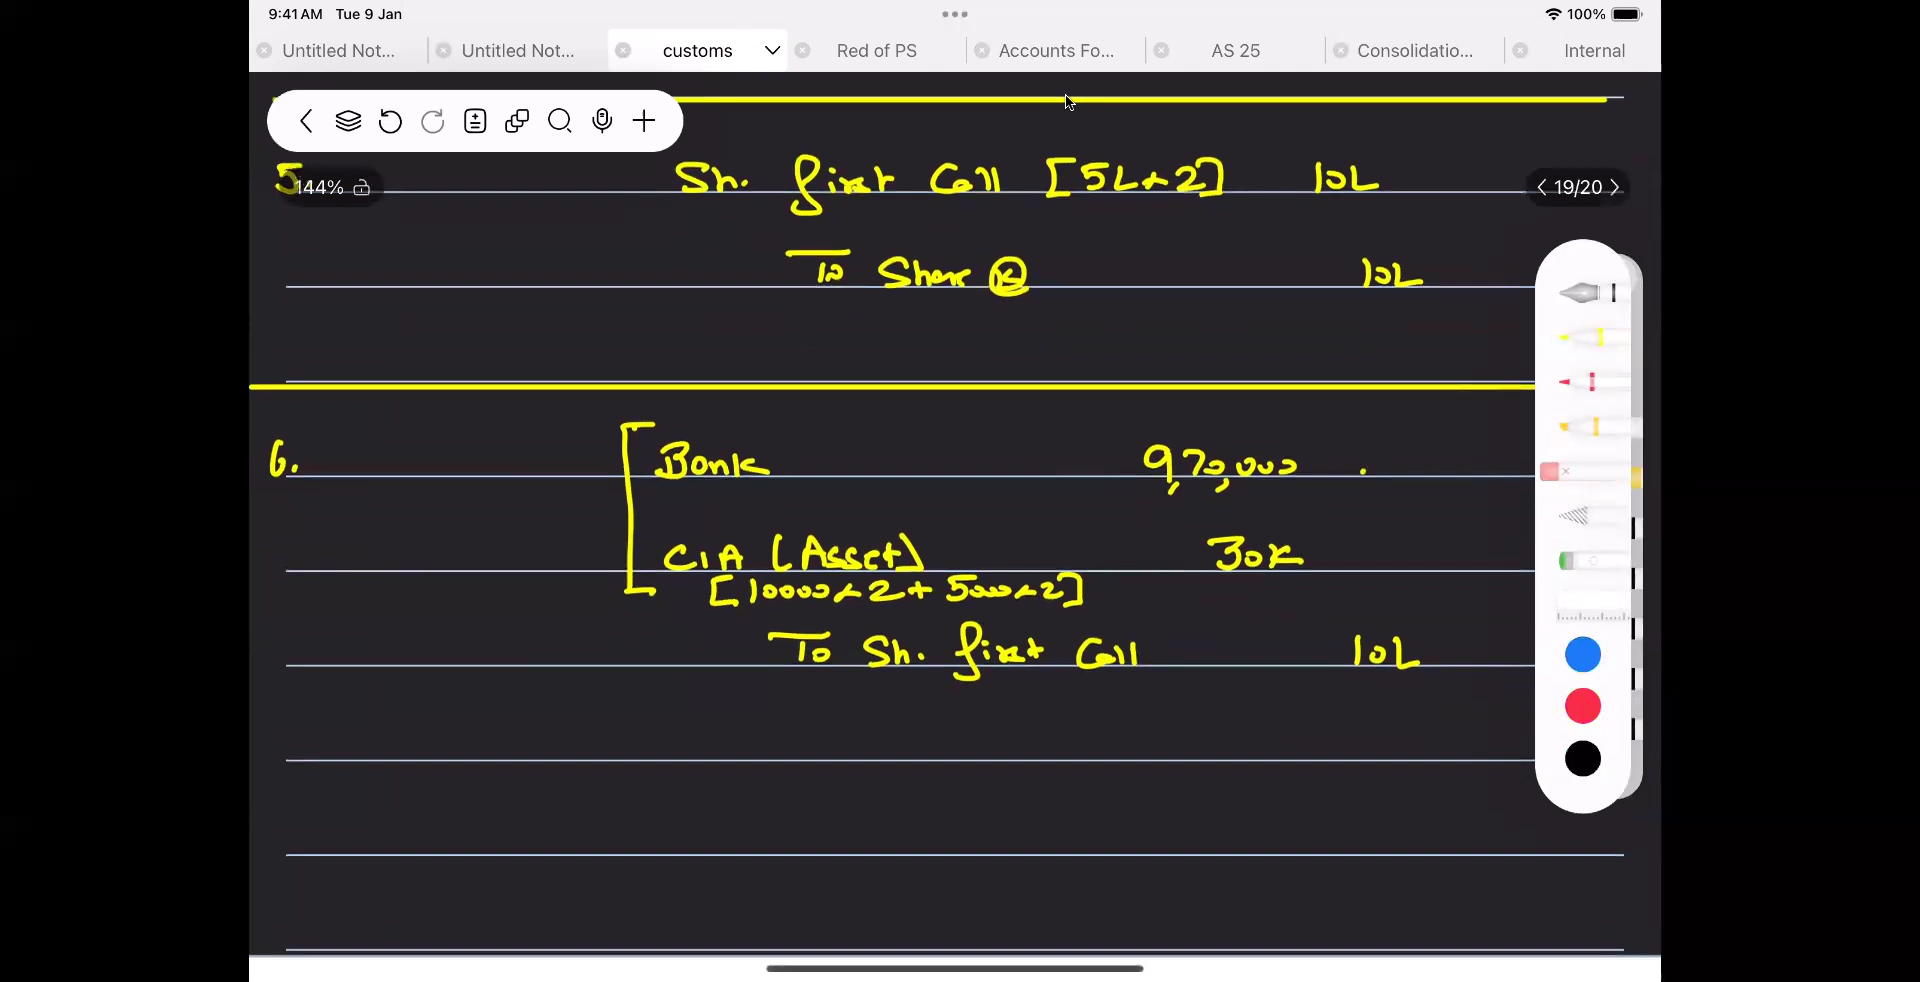 9:41 AM Tue 9 Jan
100%
Untitled Not... Untitled Not... customs Red of PS Accounts Fo... AS 25 Consolidatio... Internal
5 Sh. first Call [5L × 2] 10L
144%
19/20
To Share Ⓚ 10L
6. Bank 9,70,000 .
CIA (Asset) 30K
[10000 × 2 + 5000 × 2]
To Sh. first Call 10L